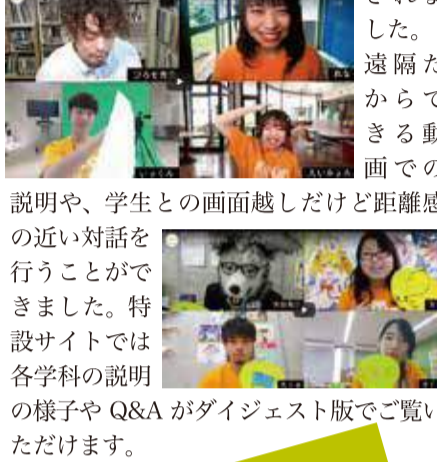 されま
した。
遠隔だ
からで
きる動
画での
説明や、学生との画面越しだけど距離感
の近い対話を
行うことがで
きました。特
設サイトでは
各学科の説明
の様子や Q&A がダイジェスト版でご覧い
ただけます。